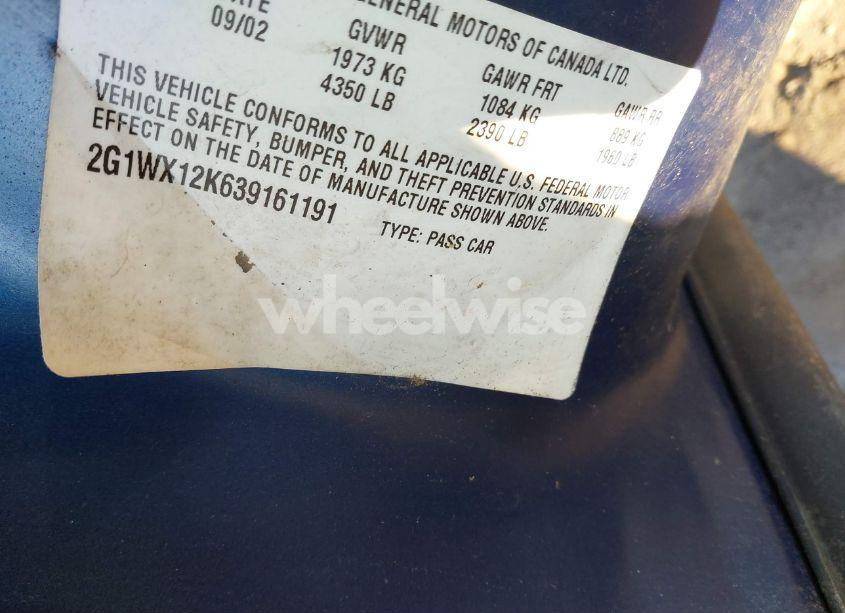 GENERAL MOTORS OF CANADA LTD.
09/02 GVWR GAWR FRT GAWR RR
1973 KG 1084 KG 889 KG
4350 LB 2390 LB 1960 LB
THIS VEHICLE CONFORMS TO ALL APPLICABLE U.S. FEDERAL MOTOR
VEHICLE SAFETY, BUMPER, AND THEFT PREVENTION STANDARDS IN
EFFECT ON THE DATE OF MANUFACTURE SHOWN ABOVE.
2G1WX12K639161191 TYPE: PASS CAR
wheelwise